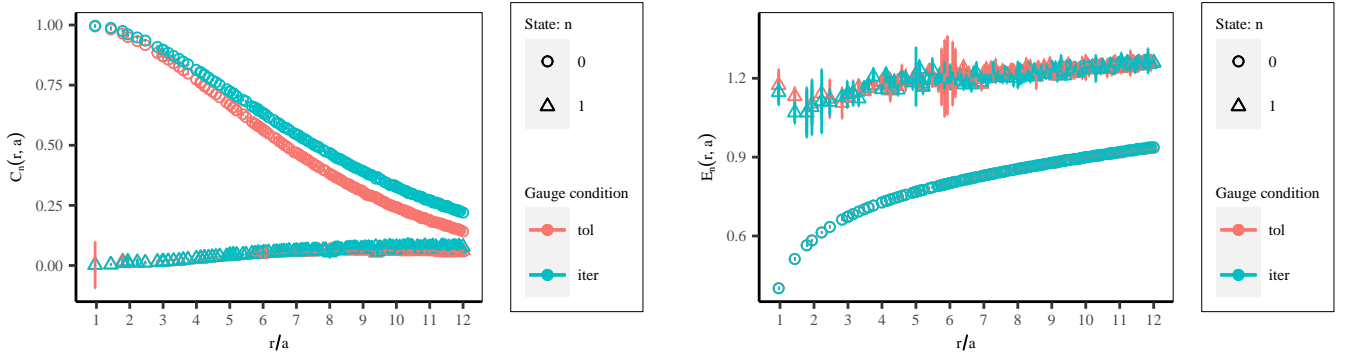 1.00
0.75
0.50
0.25
0.00
C_n(r, a)
1 2 3 4 5 6 7 8 9 10 11 12
r/a
State: n
0
1
Gauge condition
tol
iter
1.2
0.9
0.6
E_n(r, a)
1 2 3 4 5 6 7 8 9 10 11 12
r/a
State: n
0
1
Gauge condition
tol
iter